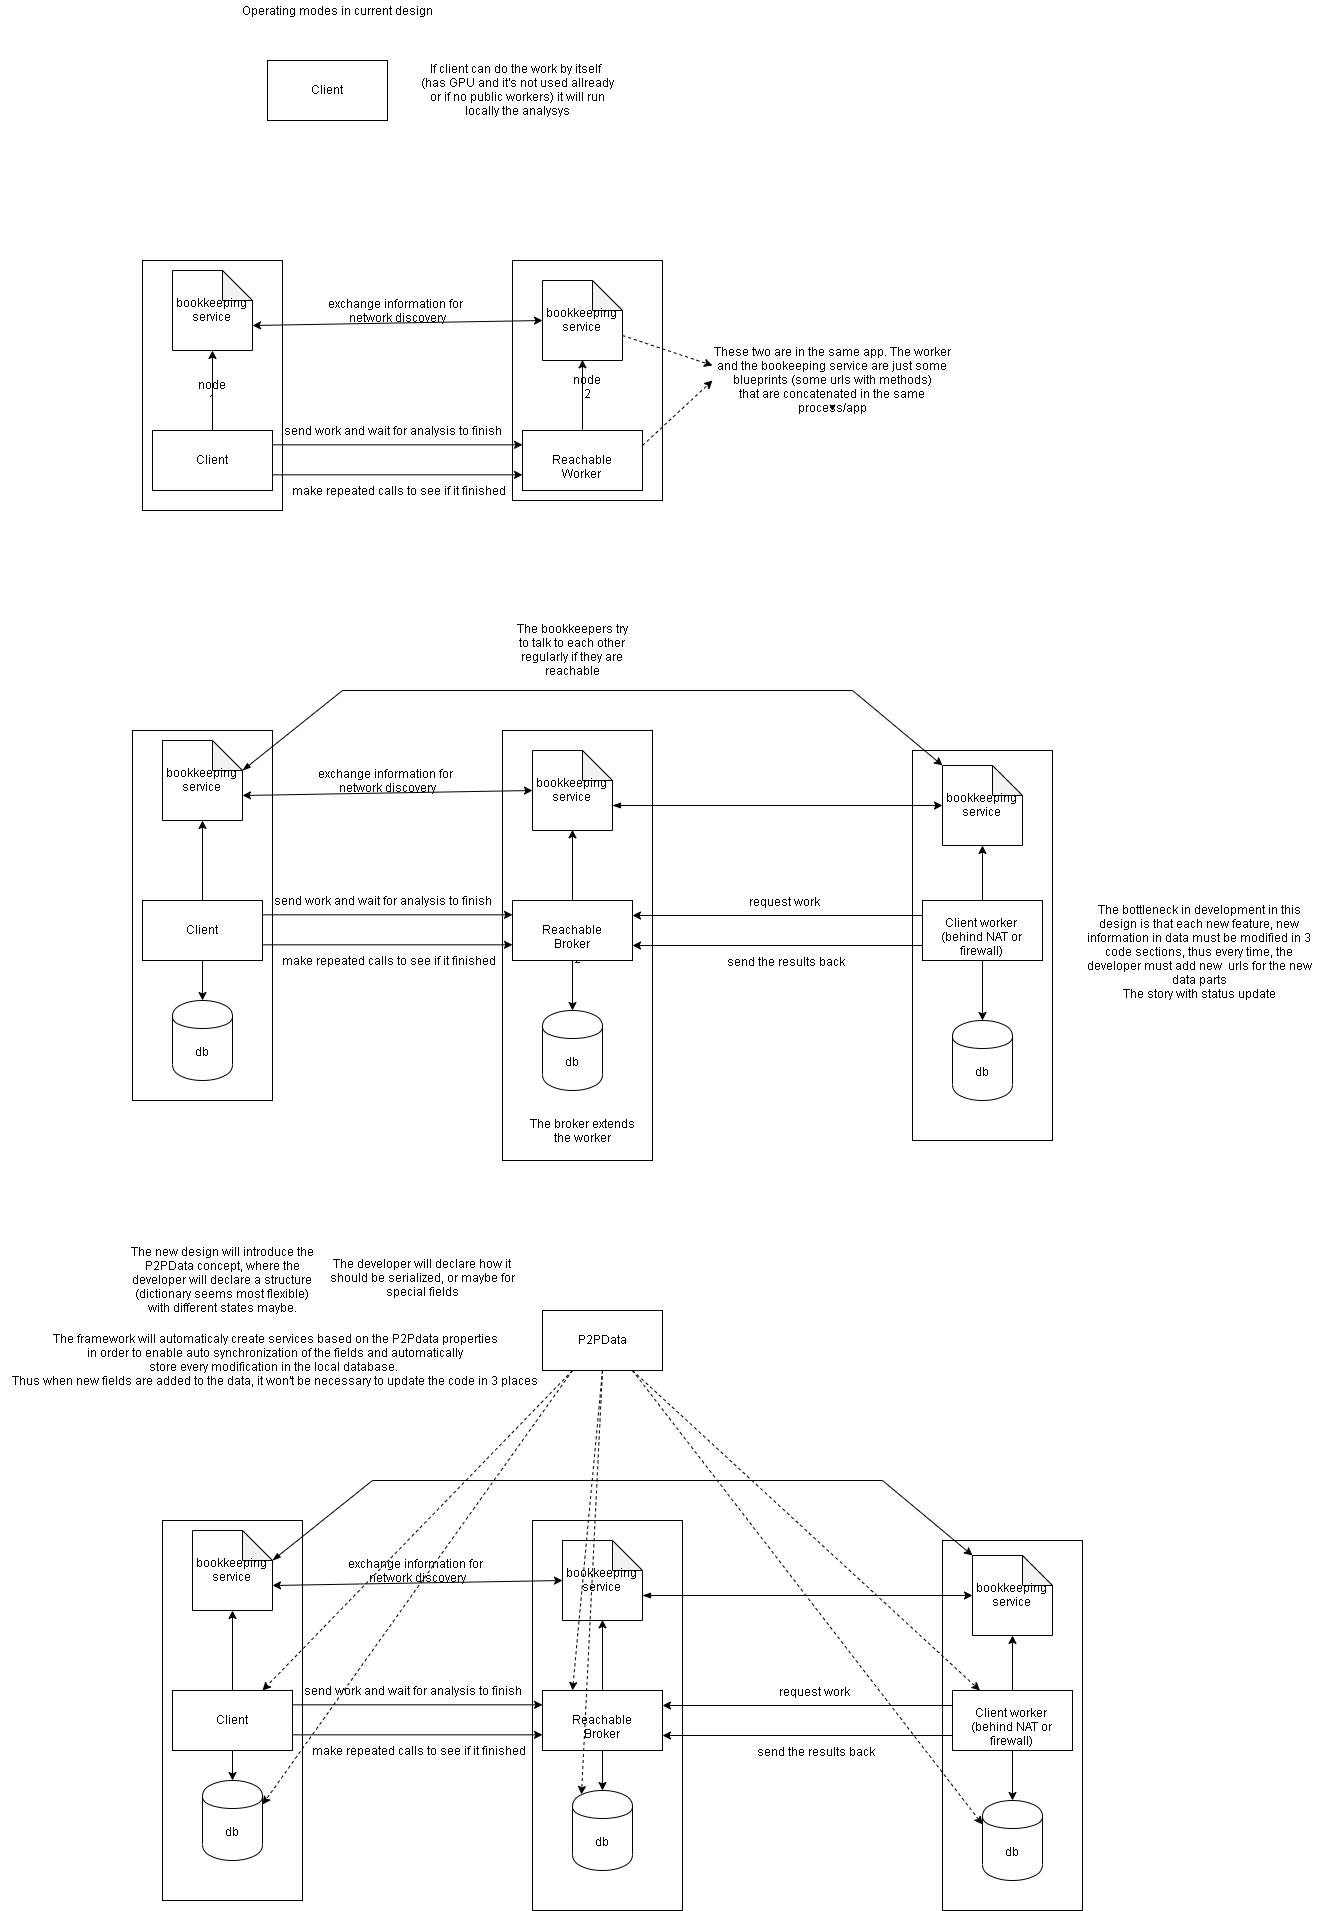 Operating modes in current design
Client
If client can do the work by itself
(has GPU and it's not used allready
or if no public workers) it will run
locally the analysys
bookkeeping
service
exchange information for
network discovery
bookkeeping
service
node
node
2
These two are in the same app. The worker
and the bookeeping service are just some
blueprints (some urls with methods)
that are concatenated in the same
process/app
send work and wait for analysis to finish
Client
Reachable
Worker
make repeated calls to see if it finished
The bookkeepers try
to talk to each other
regularly if they are
reachable
bookkeeping
service
exchange information for
network discovery
bookkeeping
service
bookkeeping
service
send work and wait for analysis to finish
request work
Client
Reachable
Broker
2
Client worker
(behind NAT or
firewall)
make repeated calls to see if it finished
send the results back
The bottleneck in development in this
design is that each new feature, new
information in data must be modified in 3
code sections, thus every time, the
developer must add new  urls for the new
data parts
The story with status update
db
db
db
The broker extends
the worker
The new design will introduce the
P2PData concept, where the
developer will declare a structure
(dictionary seems most flexible)
with different states maybe.
The developer will declare how it
should be serialized, or maybe for
special fields
The framework will automaticaly create services based on the P2Pdata properties
in order to enable auto synchronization of the fields and automatically
store every modification in the local database.
Thus when new fields are added to the data, it won't be necessary to update the code in 3 places
P2PData
bookkeeping
service
exchange information for
network discovery
bookkeeping
service
bookkeeping
service
send work and wait for analysis to finish
request work
Client
Reachable
Broker
Client worker
(behind NAT or
firewall)
make repeated calls to see if it finished
send the results back
db
db
db